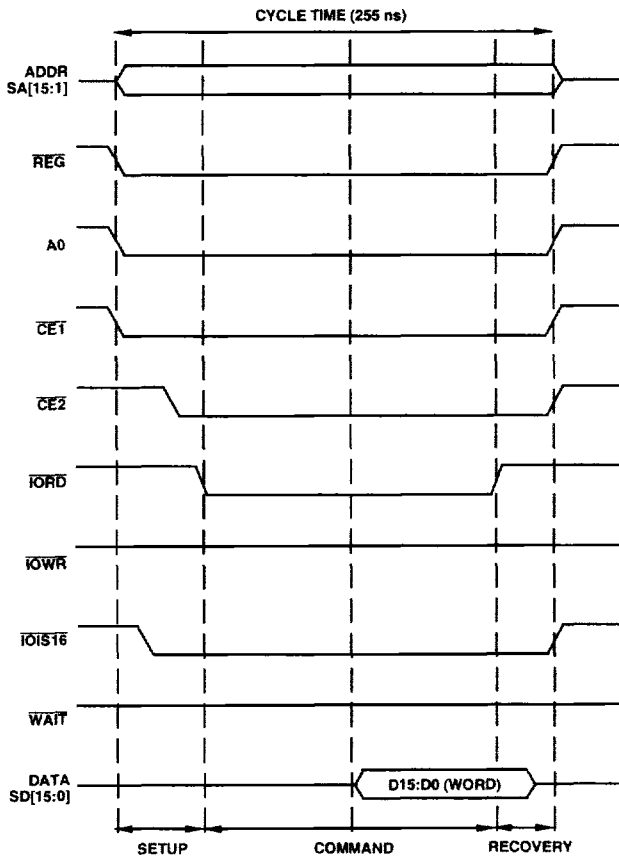 CYCLE TIME (255 ns)
ADDR
SA[15:1]
REG
A0
CE1
CE2
IORD
IOWR
IOIS16
WAIT
DATA
SD[15:0]
D15:D0 (WORD)
SETUP
COMMAND
RECOVERY